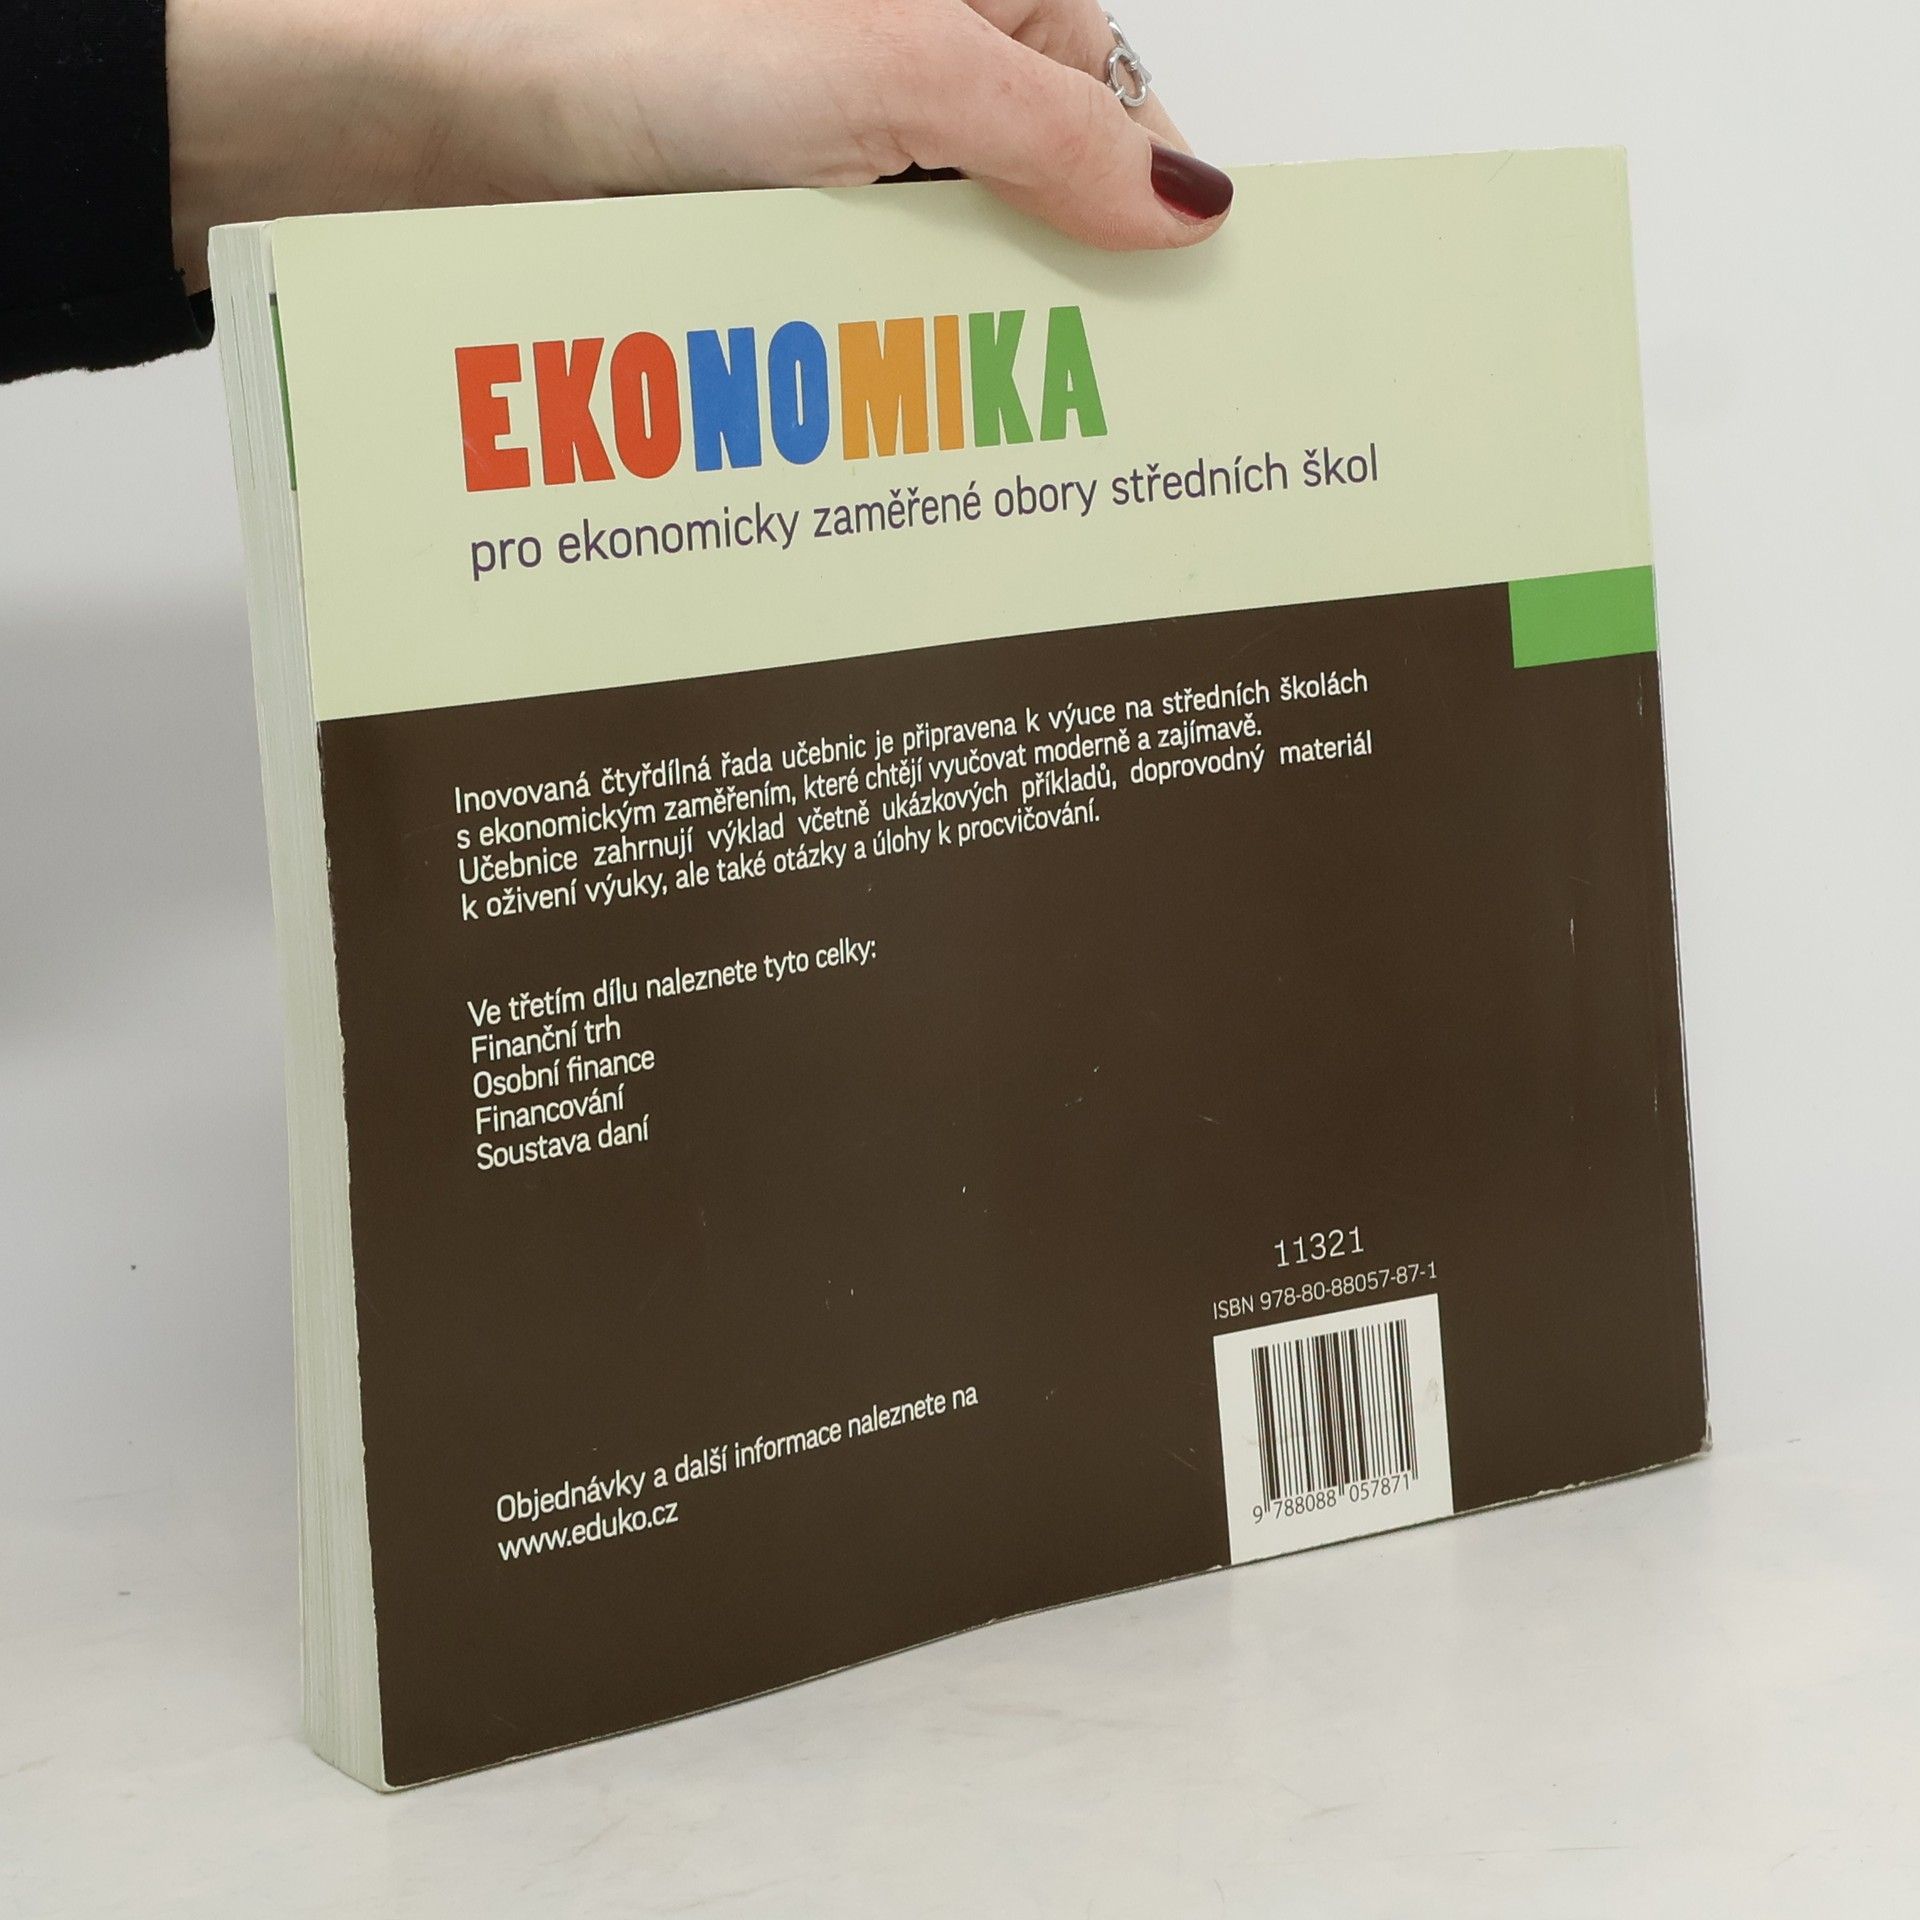 EKONOMIKA
pro ekonomicky zaměřené obory středních škol
Inovovaná čtyřdílná řada učebnic je připravena k výuce na středních školách
s ekonomickým zaměřením, které chtějí vyučovat moderně a zajímavě.
Učebnice zahrnují výklad včetně ukázkových příkladů, doprovodný materiál
k oživení výuky, ale také otázky a úlohy k procvičování.
Ve třetím dílu naleznete tyto celky:
Finanční trh
Osobní finance
Financování
Soustava daní
11321
ISBN 978-80-88057-87-1
9 788088 057871
Objednávky a další informace naleznete na
www.eduko.cz